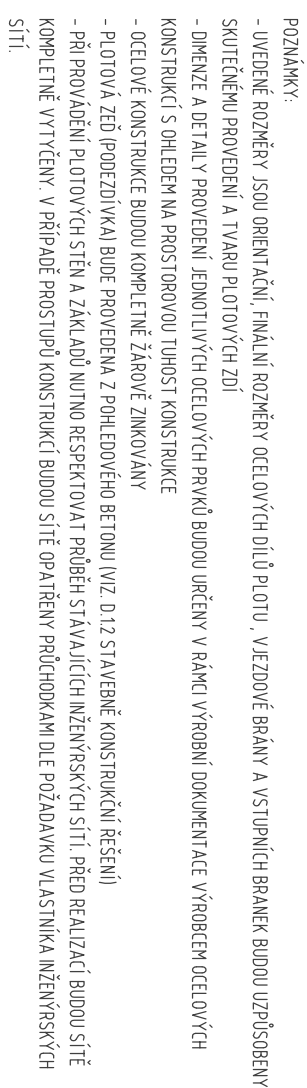 POZNÁMKY:
- UVEDENÉ ROZMĚRY JSOU ORIENTAČNÍ, FINÁLNÍ ROZMĚRY OCELOVÝCH DÍLŮ PLOTU , VJEZDOVÉ BRÁNY A VSTUPNÍCH BRANEK BUDOU UZPŮSOBENY
SKUTEČNÉMU PROVEDENÍ A TVARU PLOTOVÝCH ZDÍ
- DIMENZE A DETAILY PROVEDENÍ JEDNOTLIVÝCH OCELOVÝCH PRVKŮ BUDOU URČENY V RÁMCI VÝROBNÍ DOKUMENTACE VÝROBCEM OCELOVÝCH
KONSTRUKCÍ S OHLEDEM NA PROSTOROVOU TUHOST KONSTRUKCE
- OCELOVÉ KONSTRUKCE BUDOU KOMPLETNĚ ŽÁROVĚ ZINKOVÁNY
- PLOTOVÁ ZEĎ (PODEZDÍVKA) BUDE PROVEDENA Z POHLEDOVÉHO BETONU (VIZ. D.1.2 STAVEBNĚ KONSTRUKČNÍ ŘEŠENÍ)
- PŘI PROVÁDĚNÍ PLOTOVÝCH STĚN A ZÁKLADŮ NUTNO RESPEKTOVAT PRŮBĚH STÁVAJÍCÍCH INŽENÝRSKÝCH SÍTÍ. PŘED REALIZACÍ BUDOU SÍTĚ
KOMPLETNĚ VYTYČENY. V PŘÍPADĚ PROSTUPŮ KONSTRUKCÍ BUDOU SÍTĚ OPATŘENY PRŮCHODKAMI DLE POŽADAVKU VLASTNÍKA INŽENÝRSKÝCH
SÍTÍ.